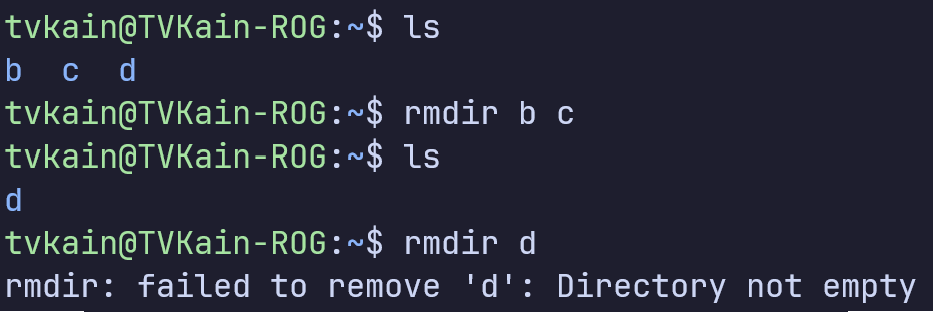 tvkain@TVKain-ROG:~$ ls
b  c  d
tvkain@TVKain-ROG:~$ rmdir b c
tvkain@TVKain-ROG:~$ ls
d
tvkain@TVKain-ROG:~$ rmdir d
rmdir: failed to remove 'd': Directory not empty